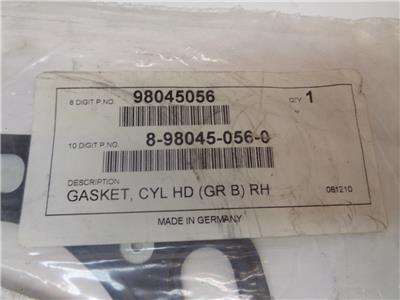 8 DIGIT P.NO. 98045056 QTY 1
10 DIGIT P.NO. 8-98045-056-0
DESCRIPTION
GASKET, CYL HD (GR B) RH 081210
MADE IN GERMANY